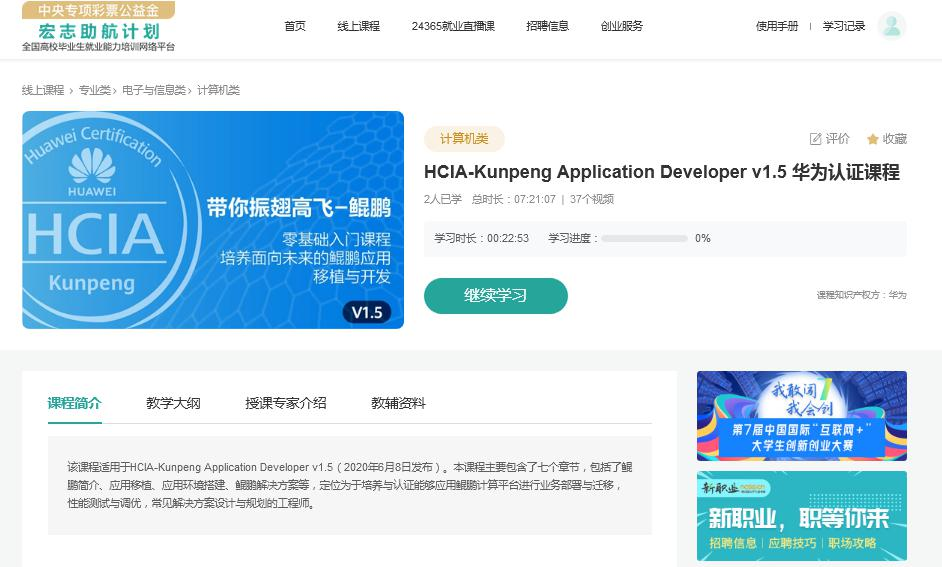 中央专项彩票公益金
宏志助航计划
全国高校毕业生就业能力培训网络平台
首页 线上课程 24365就业直播课 招聘信息 创业服务 使用手册 | 学习记录
线上课程 › 专业类 › 电子与信息类 › 计算机类
Huawei Certification
HUAWEI
HCIA
Kunpeng
带你振翅高飞–鲲鹏
零基础入门课程
培养面向未来的鲲鹏应用
移植与开发
V1.5
计算机类
评价 收藏
HCIA-Kunpeng Application Developer v1.5 华为认证课程
2人已学 总时长：07:21:07 | 37个视频
学习时长：00:22:53 学习进度： 0%
继续学习
课程知识产权方：华为
课程简介 教学大纲 授课专家介绍 教辅资料
该课程适用于HCIA-Kunpeng Application Developer v1.5（2020年6月8日发布）。本课程主要包含了七个章节，包括了鲲
鹏简介、应用移植、应用环境搭建、鲲鹏解决方案等，定位为于培养与认证能够应用鲲鹏计算平台进行业务部署与迁移，
性能测试与调优，常见解决方案设计与规划的工程师。
我敢闯
我会创
7
第7届中国国际“互联网+”
大学生创新创业大赛
新职业
新职业，职等你来
招聘信息 | 应聘技巧 | 职场攻略